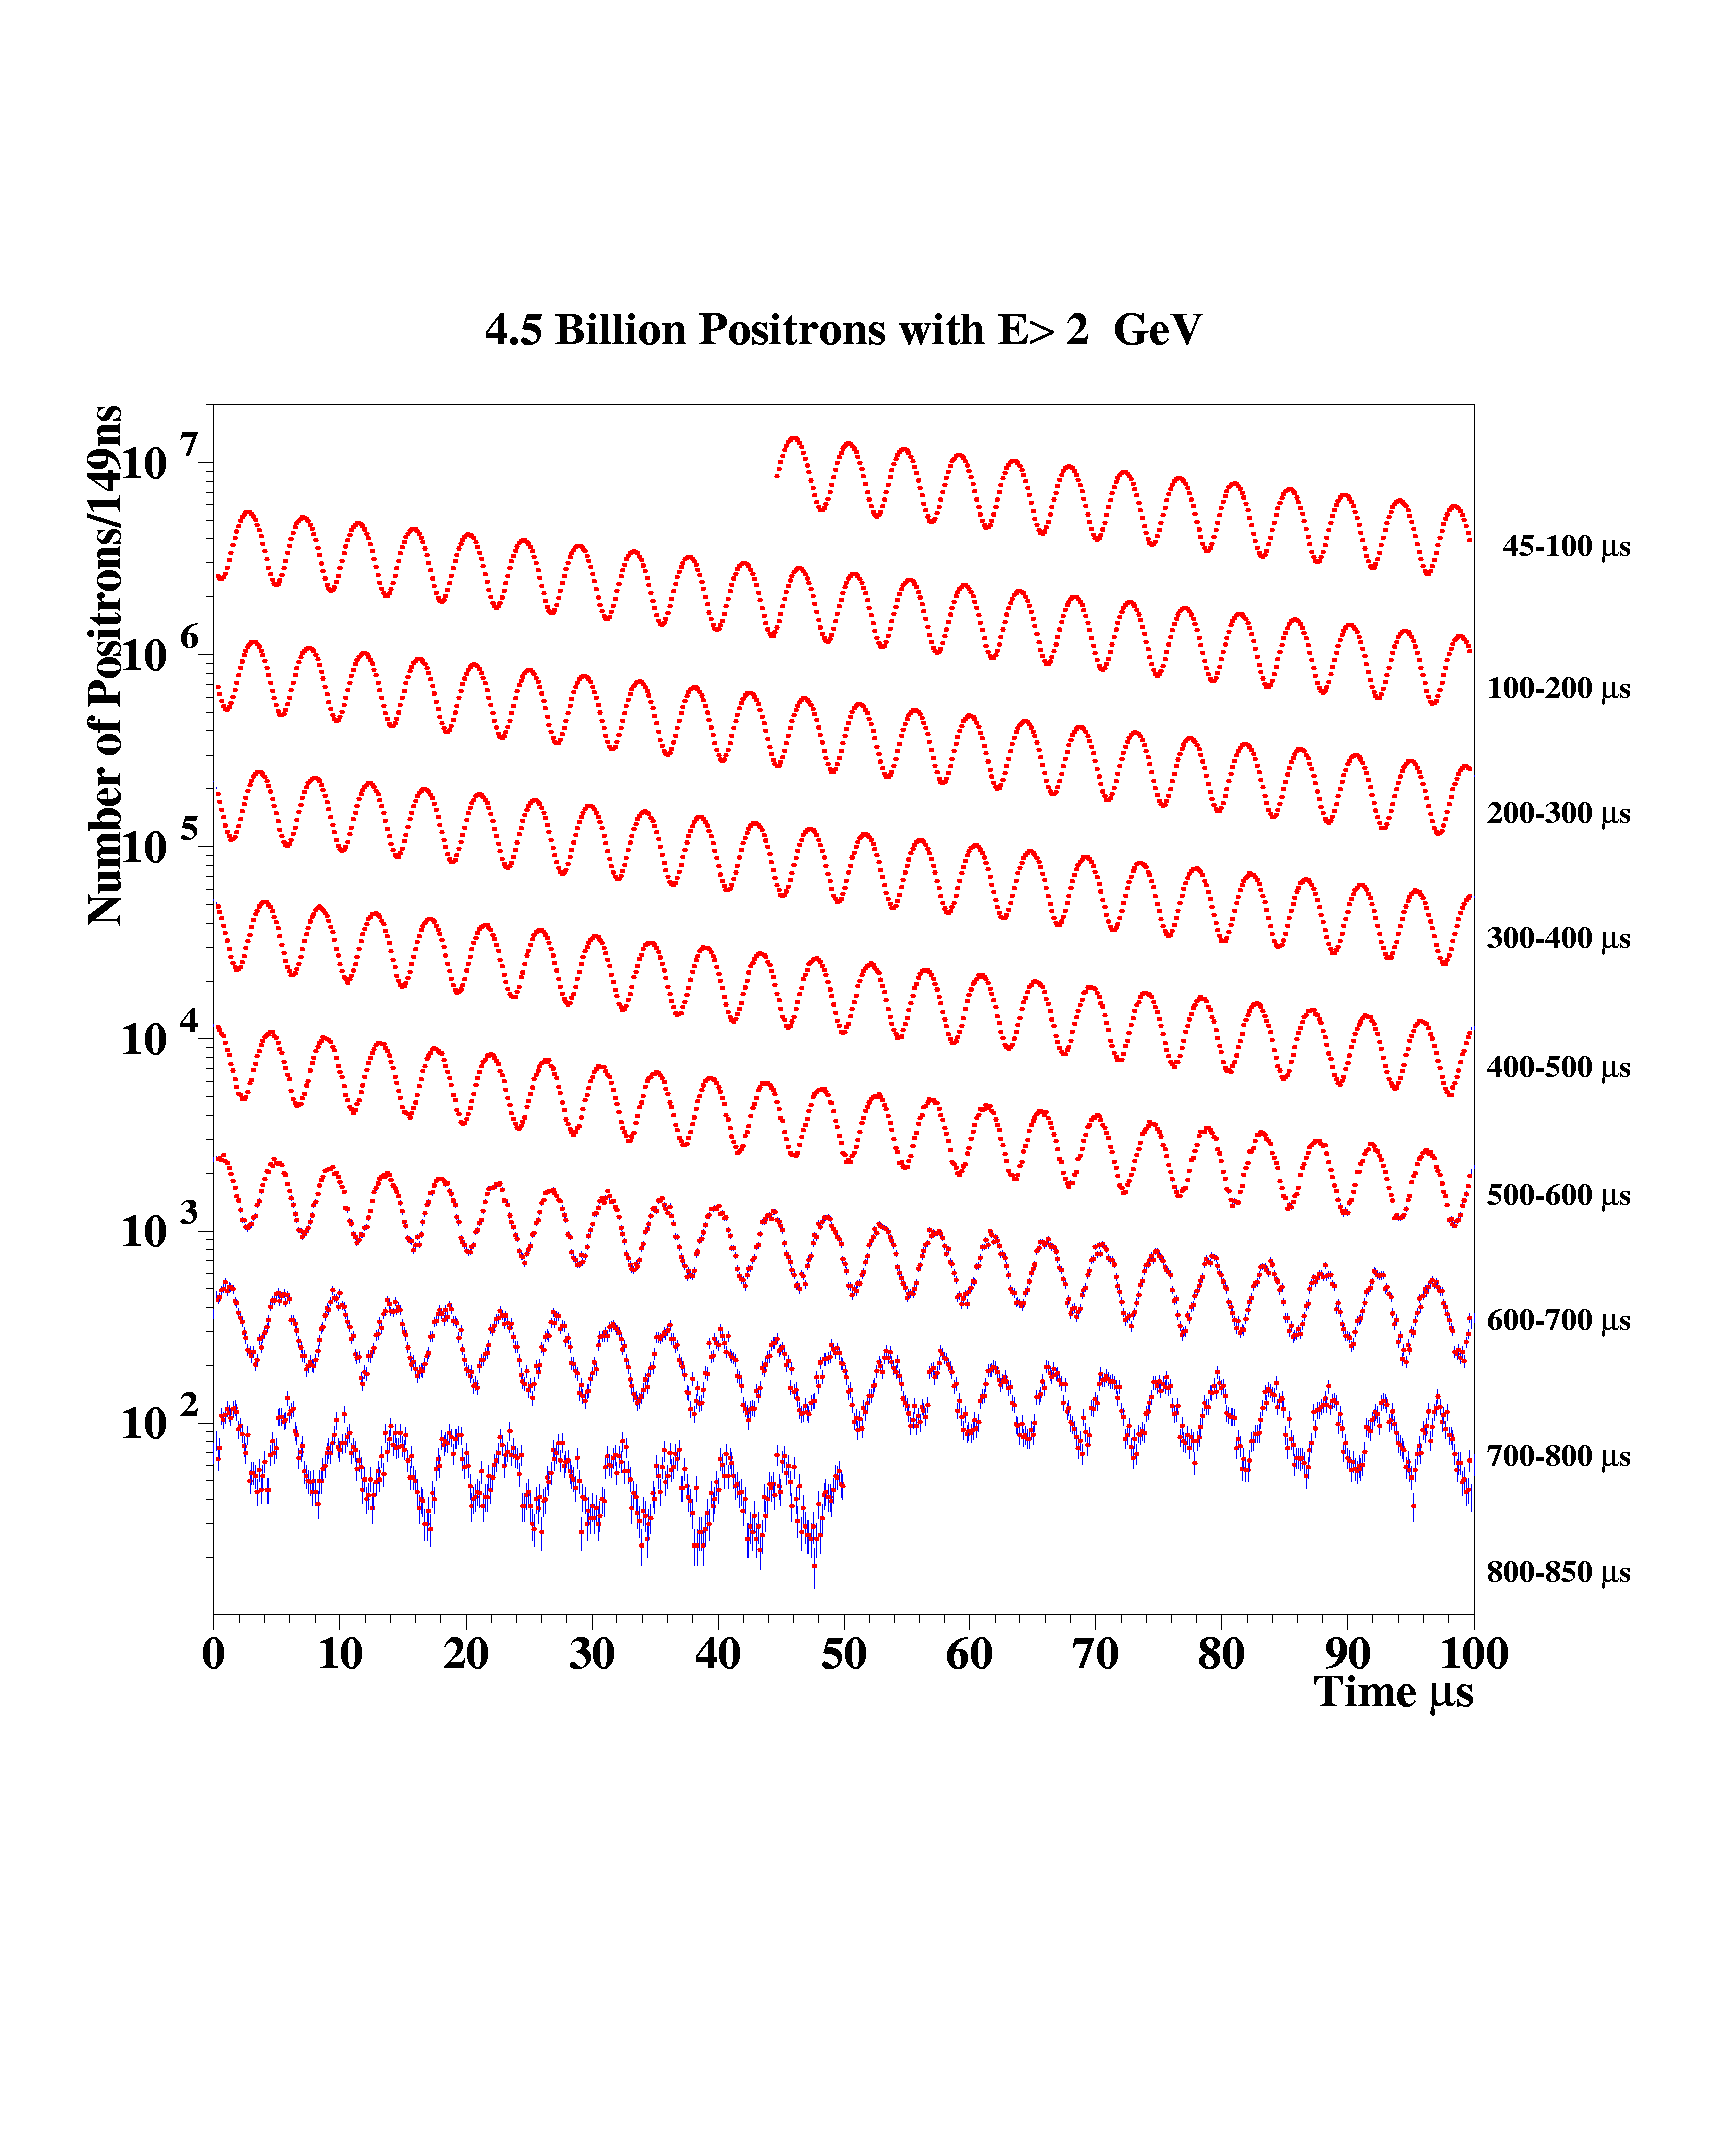 4.5 Billion Positrons with E> 2 GeV
Number of Positrons/149ns
10 7
10 6
10 5
10 4
10 3
10 2
45-100 μs
100-200 μs
200-300 μs
300-400 μs
400-500 μs
500-600 μs
600-700 μs
700-800 μs
800-850 μs
0 10 20 30 40 50 60 70 80 90 100
Time μs